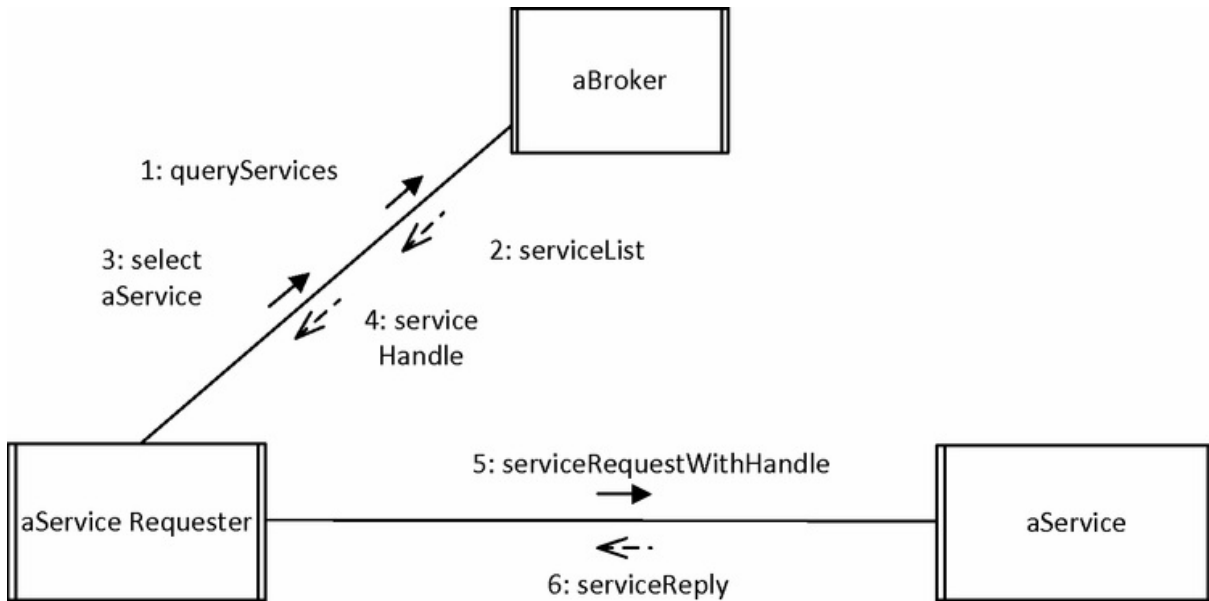 aBroker
1: queryServices
2: serviceList
3: select
aService
4: service
Handle
5: serviceRequestWithHandle
aService Requester
aService
6: serviceReply